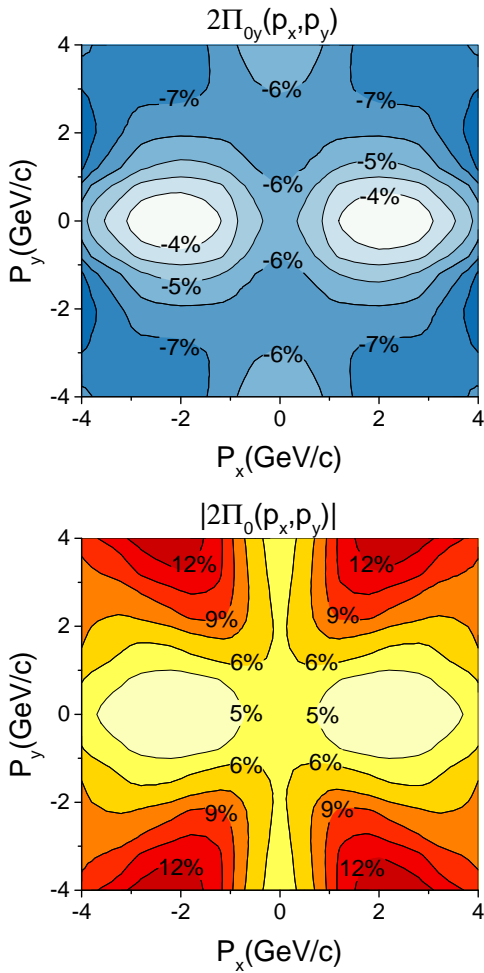 2Π0y(px,py)
4
-6%
-7% -7%
2
-5%
-6%
-4%
0
-4%
-6%
-5%
-2
-7% -6% -7%
-4
-4 -2 0 2 4
Py(GeV/c)
Px(GeV/c)
|2Π0(px,py)|
4
12% 12%
9% 9%
2
6% 6%
0
5% 5%
6% 6%
-2
9% 9%
12% 12%
-4
-4 -2 0 2 4
Py(GeV/c)
Px(GeV/c)